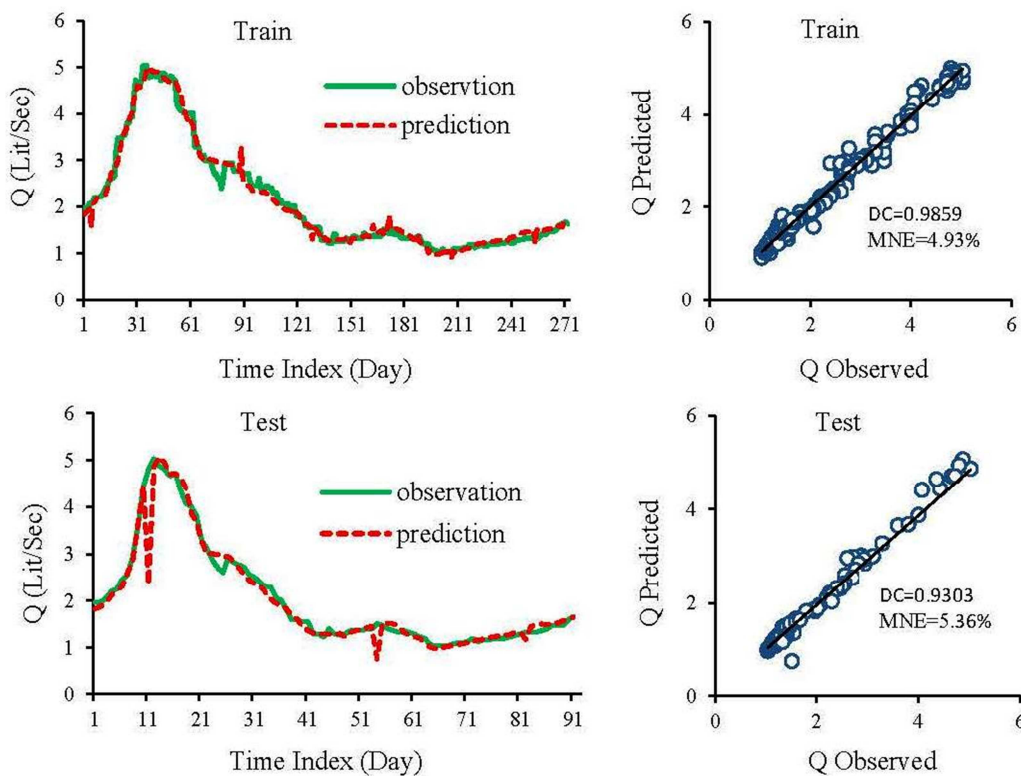 Train
6
5
4
3
2
1
0
Q (Lit/Sec)
observtion
prediction
1 31 61 91 121 151 181 211 241 271
Time Index (Day)
Train
6
4
2
0
Q Predicted
DC=0.9859
MNE=4.93%
0 2 4 6
Q Observed
Test
6
5
4
3
2
1
0
Q (Lit/Sec)
observation
prediction
1 11 21 31 41 51 61 71 81 91
Time Index (Day)
Test
6
4
2
0
Q Predicted
DC=0.9303
MNE=5.36%
0 2 4 6
Q Observed